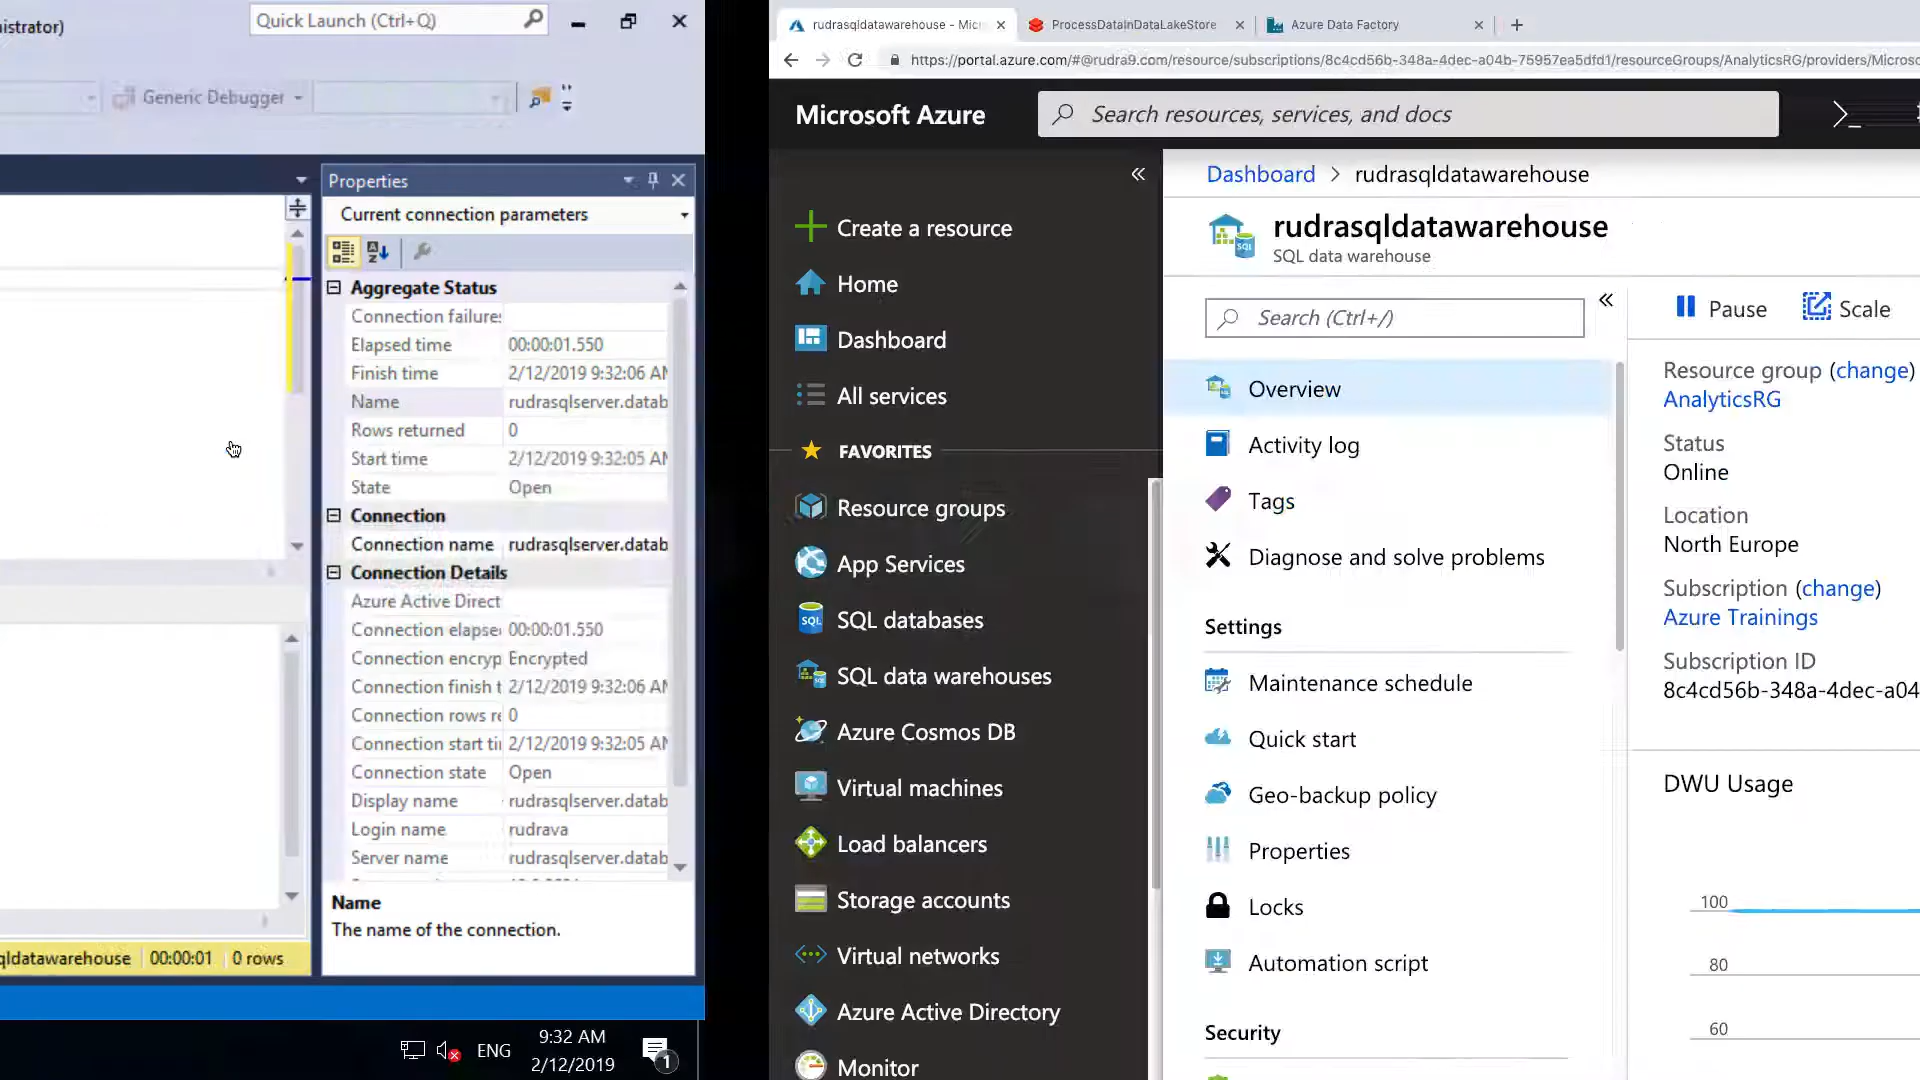 istrator)
Quick Launch (Ctrl+Q)
Generic Debugger
Properties
Current connection parameters
Aggregate Status
Connection failures
Elapsed time 00:00:01.550
Finish time 2/12/2019 9:32:06 AM
Name rudrasqlserver.datab
Rows returned 0
Start time 2/12/2019 9:32:05 AM
State Open
Connection
Connection name rudrasqlserver.datab
Connection Details
Azure Active Direct
Connection elapse 00:00:01.550
Connection encryp Encrypted
Connection finish t 2/12/2019 9:32:06 AM
Connection rows re 0
Connection start ti 2/12/2019 9:32:05 AM
Connection state Open
Display name rudrasqlserver.datab
Login name rudrava
Server name rudrasqlserver.datab
Name
The name of the connection.
qldatawarehouse 00:00:01 0 rows
ENG
9:32 AM
2/12/2019
1
rudrasqldatawarehouse - Mic
ProcessDataInDataLakeStore
Azure Data Factory
https://portal.azure.com/#@rudra9.com/resource/subscriptions/8c4cd56b-348a-4dec-a04b-75957ea5dfd1/resourceGroups/AnalyticsRG/providers/Microso
Microsoft Azure
Search resources, services, and docs
Create a resource
Home
Dashboard
All services
FAVORITES
Resource groups
App Services
SQL databases
SQL data warehouses
Azure Cosmos DB
Virtual machines
Load balancers
Storage accounts
Virtual networks
Azure Active Directory
Monitor
Dashboard > rudrasqldatawarehouse
rudrasqldatawarehouse
SQL data warehouse
Search (Ctrl+/)
Overview
Activity log
Tags
Diagnose and solve problems
Settings
Maintenance schedule
Quick start
Geo-backup policy
Properties
Locks
Automation script
Security
Pause
Scale
Resource group (change)
AnalyticsRG
Status
Online
Location
North Europe
Subscription (change)
Azure Trainings
Subscription ID
8c4cd56b-348a-4dec-a04
DWU Usage
100
80
60